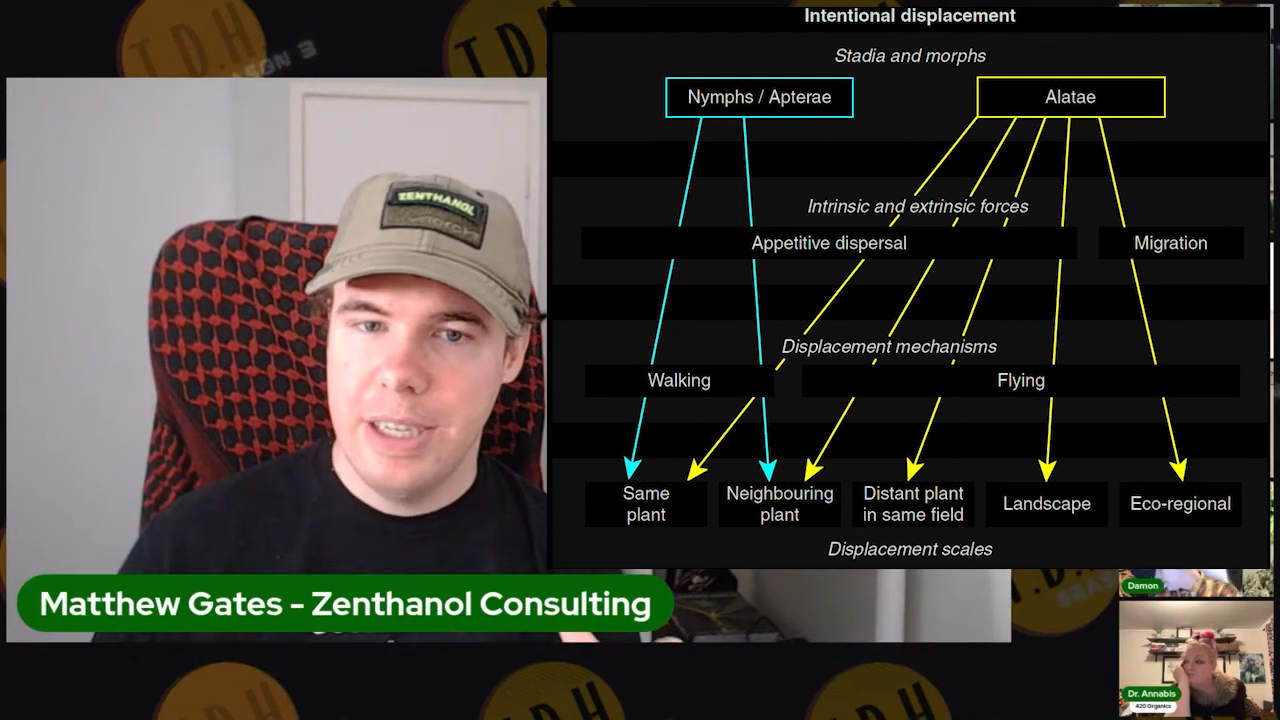 T.D.H.
SEASON 3
T.D.H.
ZENTHANOL
Intentional displacement
Stadia and morphs
Nymphs / Apterae
Alatae
Intrinsic and extrinsic forces
Appetitive dispersal
Migration
Displacement mechanisms
Walking
Flying
Same
plant
Neighbouring
plant
Distant plant
in same field
Landscape
Eco-regional
Displacement scales
Matthew Gates - Zenthanol Consulting
Damon
Dr. Annabis
420 Organics
T.D.H
T.D.H
T.D.H